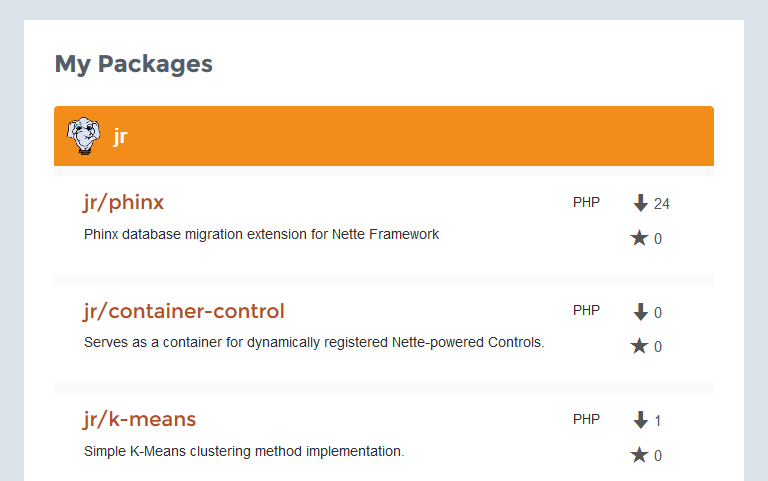 My Packages
jr
jr/phinx PHP 24
Phinx database migration extension for Nette Framework 0
jr/container-control PHP 0
Serves as a container for dynamically registered Nette-powered Controls. 0
jr/k-means PHP 1
Simple K-Means clustering method implementation. 0